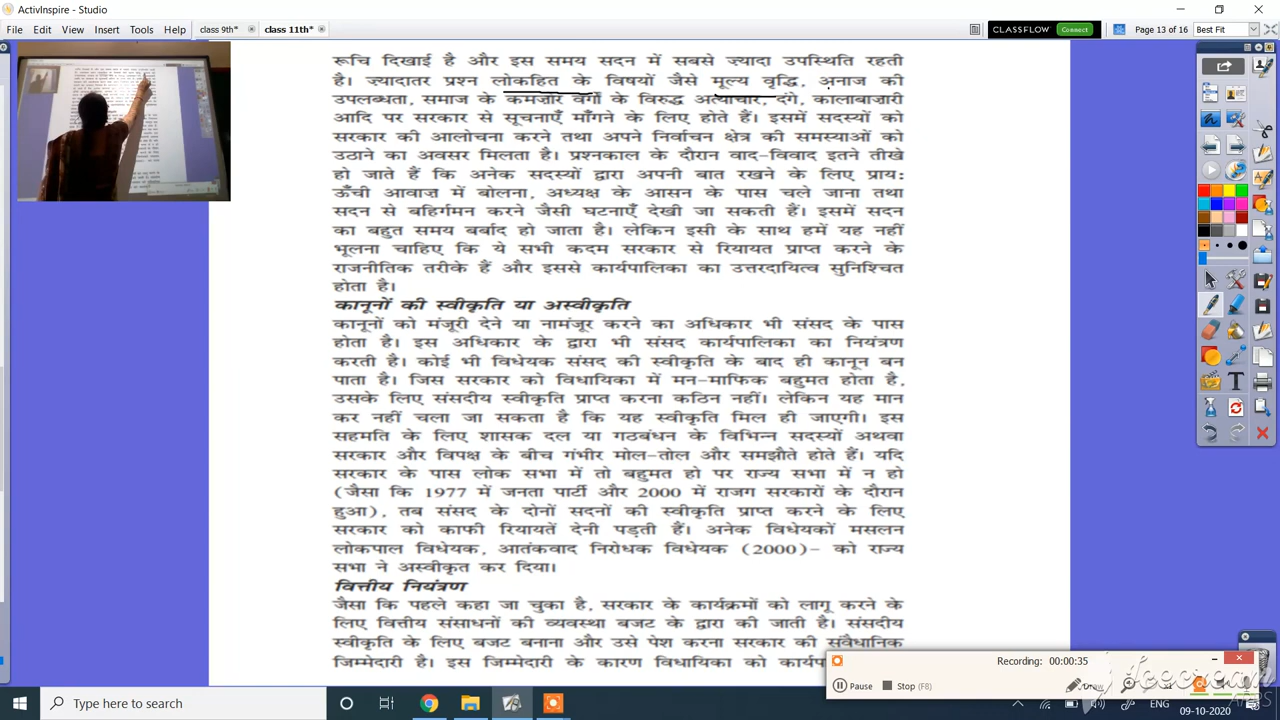 ActivInspire - Studio
File Edit View Insert Tools Help class 9th* class 11th* CLASSFLOW Connect Page 13 of 16 Best Fit
रूचि दिखाई है और इस समय सदन में सबसे ज़्यादा उपस्थिति रहती
है। ज़्यादातर प्रश्न लोकहित के विषयों जैसे मूल्य वृद्धि, अनाज की
उपलब्धता, समाज के कमज़ोर वर्गों के विरुद्ध अत्याचार, दंगे, कालाबाज़ारी
आदि पर सरकार से सूचनाएँ माँगने के लिए होते हैं। इसमें सदस्यों को
सरकार की आलोचना करने तथा अपने निर्वाचन क्षेत्र की समस्याओं को
उठाने का अवसर मिलता है। प्रश्नकाल के दौरान वाद-विवाद इतने तीखे
हो जाते हैं कि अनेक सदस्यों द्वारा अपनी बात रखने के लिए प्राय:
ऊँची आवाज़ में बोलना, अध्यक्ष के आसन के पास चले जाना तथा
सदन से बहिर्गमन करने जैसी घटनाएँ देखी जा सकती हैं। इसमें सदन
का बहुत समय बर्बाद हो जाता है। लेकिन इसी के साथ हमें यह नहीं
भूलना चाहिए कि ये सभी कदम सरकार से रियायत प्राप्त करने के
राजनीतिक तरीके हैं और इससे कार्यपालिका का उत्तरदायित्व सुनिश्चित
होता है।
कानूनों की स्वीकृति या अस्वीकृति
कानूनों को मंजूरी देने या नामंजूर करने का अधिकार भी संसद के पास
होता है। इस अधिकार के द्वारा भी संसद कार्यपालिका का नियंत्रण
करती है। कोई भी विधेयक संसद की स्वीकृति के बाद ही कानून बन
पाता है। जिस सरकार को विधायिका में मन-माफिक बहुमत होता है,
उसके लिए संसदीय स्वीकृति प्राप्त करना कठिन नहीं। लेकिन यह मान
कर नहीं चला जा सकता है कि यह स्वीकृति मिल ही जाएगी। इस
सहमति के लिए शासक दल या गठबंधन के विभिन्न सदस्यों अथवा
सरकार और विपक्ष के बीच गंभीर मोल-तोल और समझौते होते हैं। यदि
सरकार के पास लोक सभा में तो बहुमत हो पर राज्य सभा में न हो
(जैसा कि 1977 में जनता पार्टी और 2000 में राजग सरकारों के दौरान
हुआ), तब संसद के दोनों सदनों की स्वीकृति प्राप्त करने के लिए
सरकार को काफी रियायतें देनी पड़ती हैं। अनेक विधेयकों मसलन
लोकपाल विधेयक, आतंकवाद निरोधक विधेयक (2000)- को राज्य
सभा ने अस्वीकृत कर दिया।
वित्तीय नियंत्रण
जैसा कि पहले कहा जा चुका है, सरकार के कार्यक्रमों को लागू करने के
लिए वित्तीय संसाधनों की व्यवस्था बजट के द्वारा की जाती है। संसदीय
स्वीकृति के लिए बजट बनाना और उसे पेश करना सरकार की संवैधानिक
जिम्मेदारी है। इस जिम्मेदारी के कारण विधायिका को
Recording: 00:00:35
Pause Stop (F8) Draw
Type here to search
ENG
09-10-2020